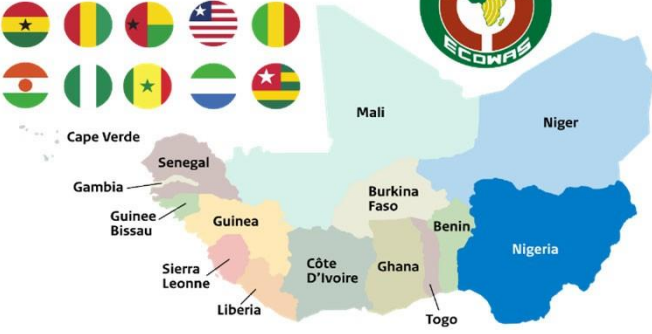 ECOWAS
Mali
Niger
Cape Verde
Senegal
Gambia
Burkina
Faso
Guinee
Bissau
Guinea
Benin
Nigeria
Côte
D'Ivoire
Ghana
Sierra
Leonne
Liberia
Togo